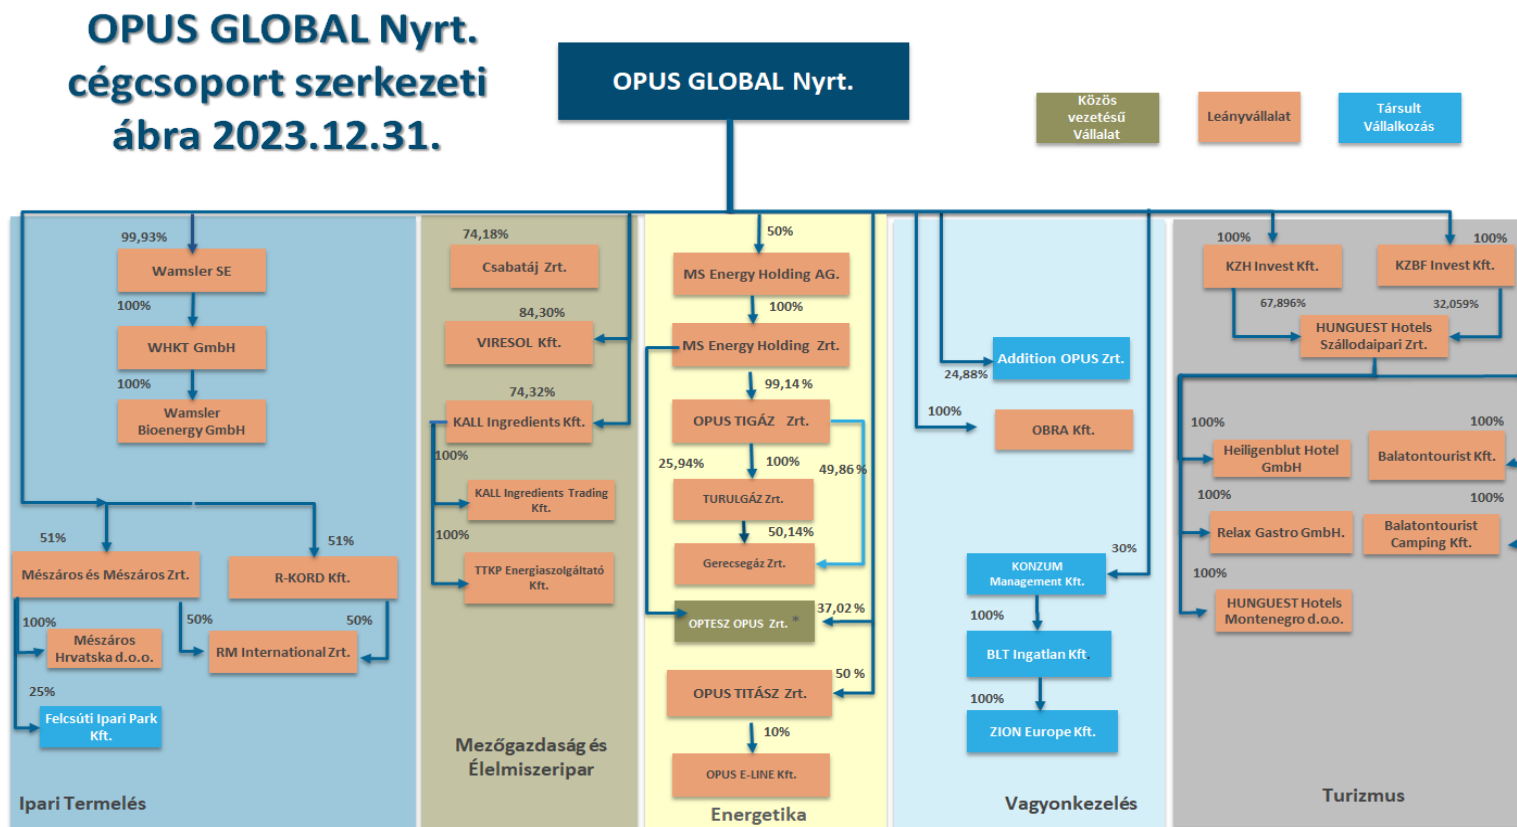 OPUS GLOBAL Nyrt.
cégcsoport szerkezeti
ábra 2023.12.31.
OPUS GLOBAL Nyrt.
Közös
vezetésű
Vállalat
Leányvállalat
Társult
Vállalkozás
99,93%
Wamsler SE
100%
WHKT GmbH
100%
Wamsler
Bioenergy GmbH
51%
Mészáros és Mészáros Zrt.
51%
R-KORD Kft.
100%
Mészáros
Hrvatska d.o.o.
50%
50%
RM International Zrt.
25%
Felcsúti Ipari Park
Kft.
Ipari Termelés
74,18%
Csabatáj Zrt.
84,30%
VIRESOL Kft.
74,32%
KALL Ingredients Kft.
100%
KALL Ingredients Trading
Kft.
100%
TTKP Energiaszolgáltató
Kft.
Mezőgazdaság és
Élelmiszeripar
50%
MS Energy Holding AG.
100%
MS Energy Holding Zrt.
99,14 %
OPUS TIGÁZ Zrt.
25,94%
100%
49,86 %
TURULGÁZ Zrt.
50,14%
Gerecsegáz Zrt.
37,02 %
OPTESZ OPUS Zrt. *
50 %
OPUS TITÁSZ Zrt.
10%
OPUS E-LINE Kft.
Energetika
Addition OPUS Zrt.
24,88%
100%
OBRA Kft.
30%
KONZUM
Management Kft.
100%
BLT Ingatlan Kft.
100%
ZION Europe Kft.
Vagyonkezelés
100%
KZH Invest Kft.
100%
KZBF Invest Kft.
67,896%
32,059%
HUNGUEST Hotels
Szállodaipari Zrt.
100%
Heiligenblut Hotel
GmbH
100%
Balatontourist Kft.
100%
Relax Gastro GmbH.
100%
Balatontourist
Camping Kft.
100%
HUNGUEST Hotels
Montenegro d.o.o.
Turizmus